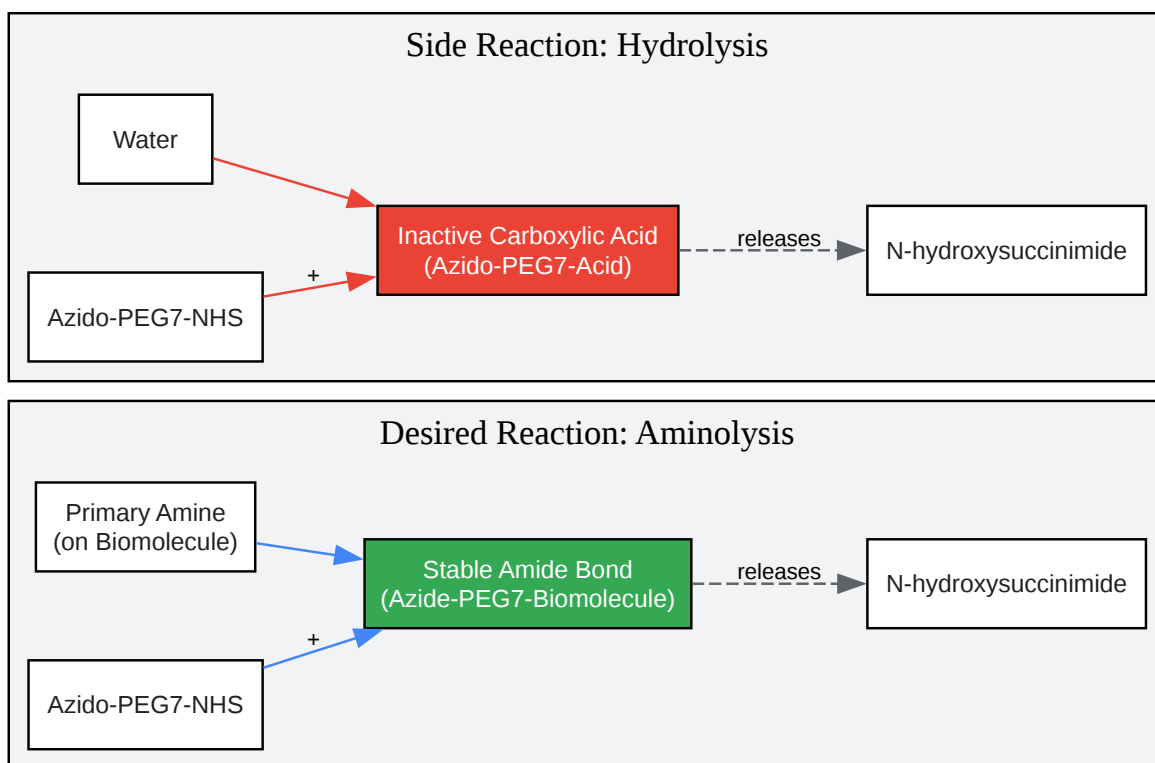 Side Reaction: Hydrolysis
Water
Inactive Carboxylic Acid
(Azido-PEG7-Acid)
releases
N-hydroxysuccinimide
+
Azido-PEG7-NHS
Desired Reaction: Aminolysis
Primary Amine
(on Biomolecule)
Stable Amide Bond
(Azide-PEG7-Biomolecule)
releases
N-hydroxysuccinimide
+
Azido-PEG7-NHS